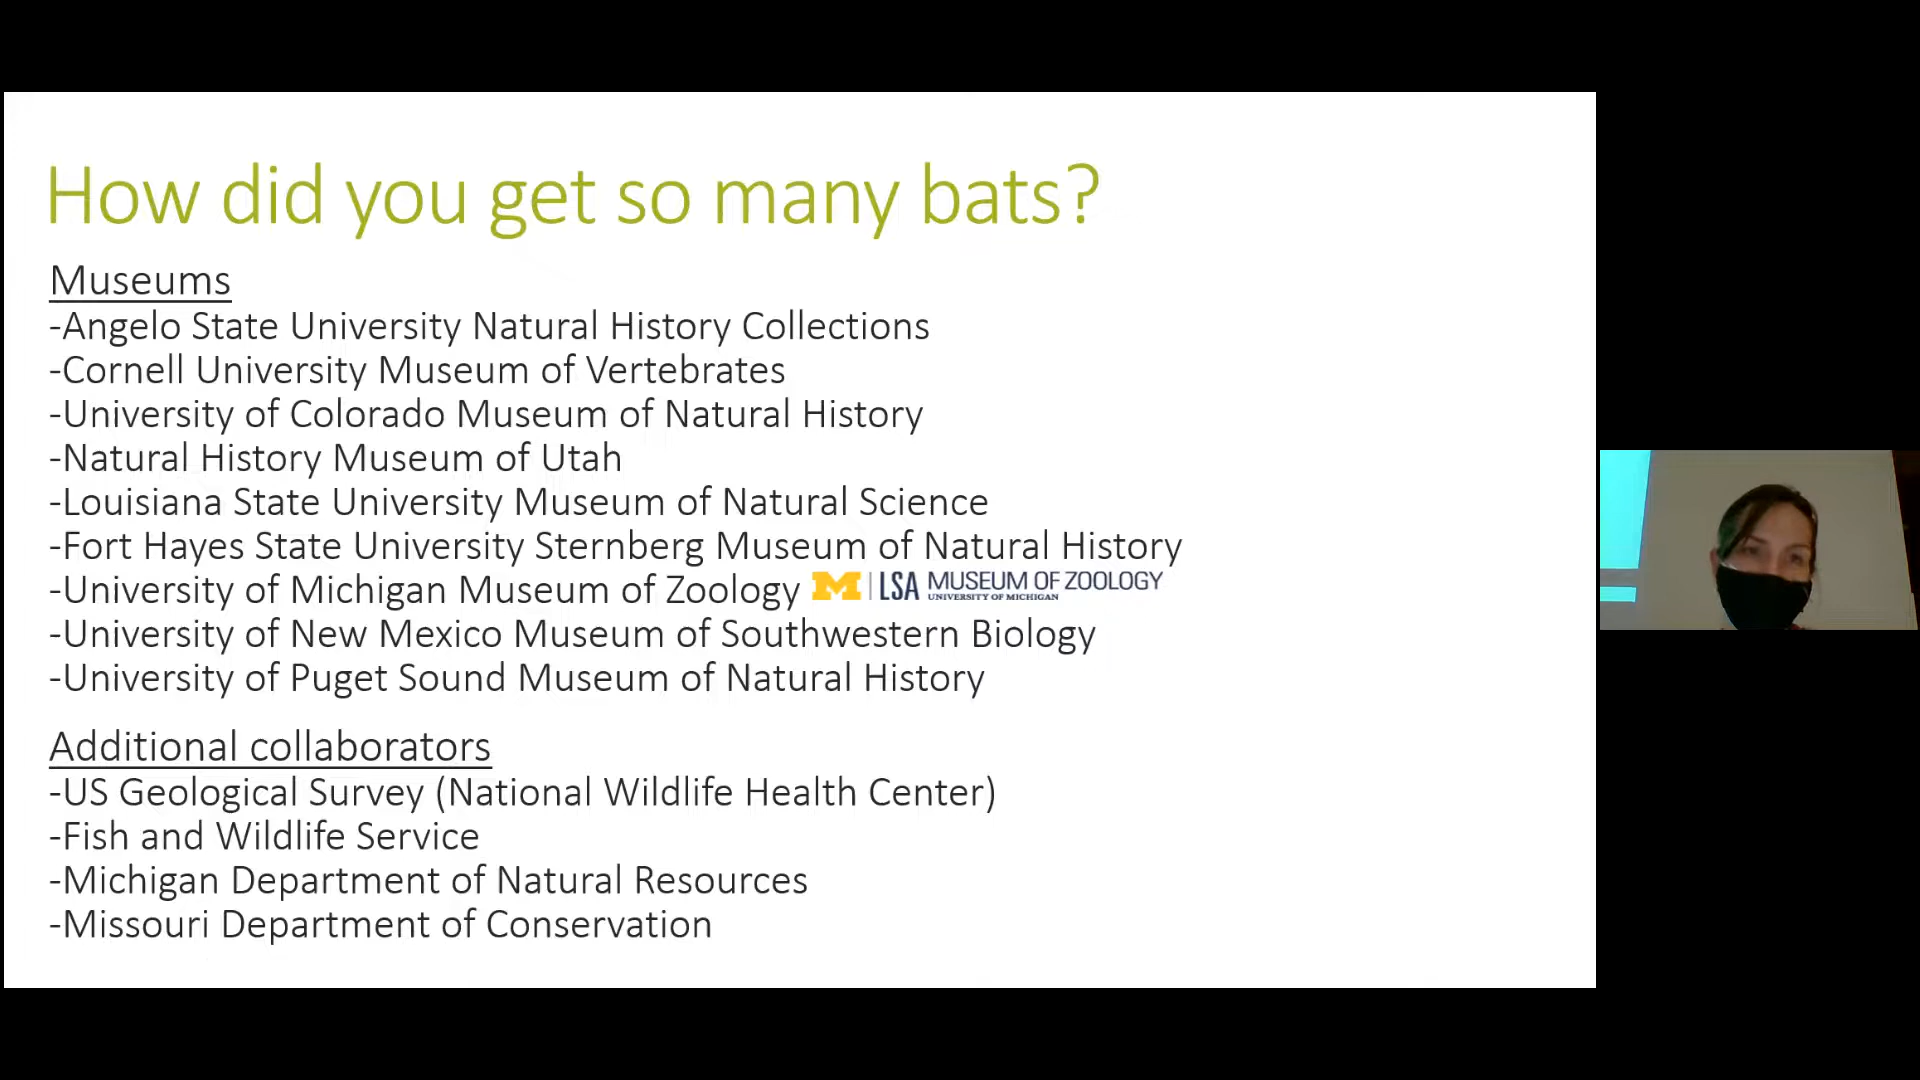 How did you get so many bats?
Museums
-Angelo State University Natural History Collections
-Cornell University Museum of Vertebrates
-University of Colorado Museum of Natural History
-Natural History Museum of Utah
-Louisiana State University Museum of Natural Science
-Fort Hayes State University Sternberg Museum of Natural History
-University of Michigan Museum of Zoology M LSA MUSEUM OF ZOOLOGY
UNIVERSITY OF MICHIGAN
-University of New Mexico Museum of Southwestern Biology
-University of Puget Sound Museum of Natural History
Additional collaborators
-US Geological Survey (National Wildlife Health Center)
-Fish and Wildlife Service
-Michigan Department of Natural Resources
-Missouri Department of Conservation